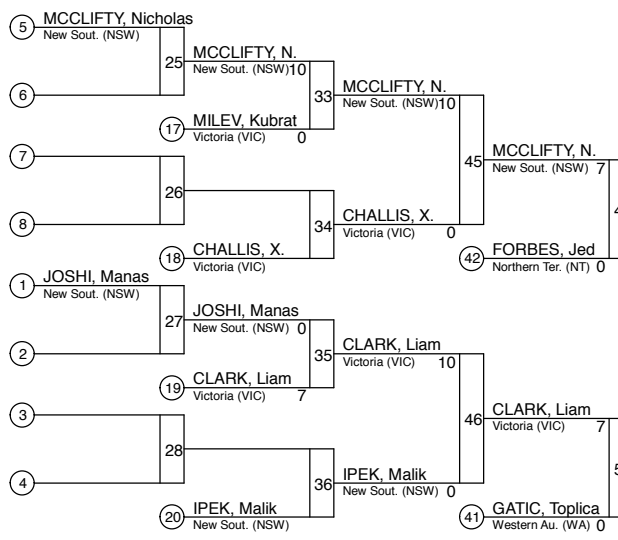 5 MCCLIFTY, Nicholas
New Sout. (NSW)
25 MCCLIFTY, N.
New Sout. (NSW) 10
6
33 MCCLIFTY, N.
New Sout. (NSW) 10
17 MILEV, Kubrat
Victoria (VIC) 0
7
45 MCCLIFTY, N.
New Sout. (NSW) 7
26
8
34 CHALLIS, X.
Victoria (VIC) 0
18 CHALLIS, X.
Victoria (VIC)
42 FORBES, Jed
Northern Ter. (NT) 0
4
1 JOSHI, Manas
New Sout. (NSW)
27 JOSHI, Manas
New Sout. (NSW) 0
2
35 CLARK, Liam
Victoria (VIC) 10
19 CLARK, Liam
Victoria (VIC) 7
3
46 CLARK, Liam
Victoria (VIC) 7
28
4
36 IPEK, Malik
New Sout. (NSW) 0
20 IPEK, Malik
New Sout. (NSW)
41 GATIC, Toplica
Western Au. (WA) 0
5